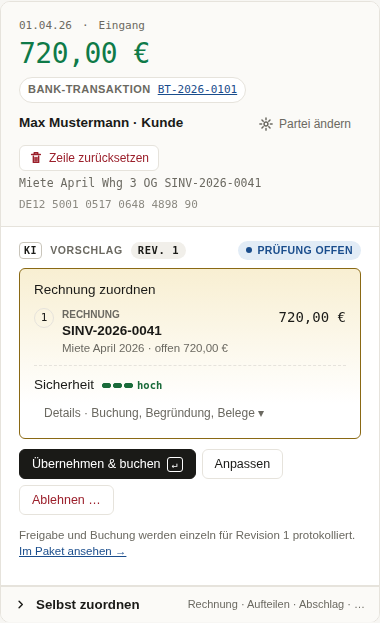 01.04.26 · Eingang
720,00 €
BANK-TRANSAKTION BT-2026-0101
Max Mustermann · Kunde
Partei ändern
Zeile zurücksetzen
Miete April Whg 3 OG SINV-2026-0041
DE12 5001 0517 0648 4898 90
KI VORSCHLAG REV. 1 PRÜFUNG OFFEN
Rechnung zuordnen
1 RECHNUNG
SINV-2026-0041 720,00 €
Miete April 2026 · offen 720,00 €
Sicherheit hoch
Details · Buchung, Begründung, Belege ▾
Übernehmen & buchen ↵ Anpassen
Ablehnen …
Freigabe und Buchung werden einzeln für Revision 1 protokolliert.
Im Paket ansehen →
Selbst zuordnen Rechnung · Aufteilen · Abschlag · …